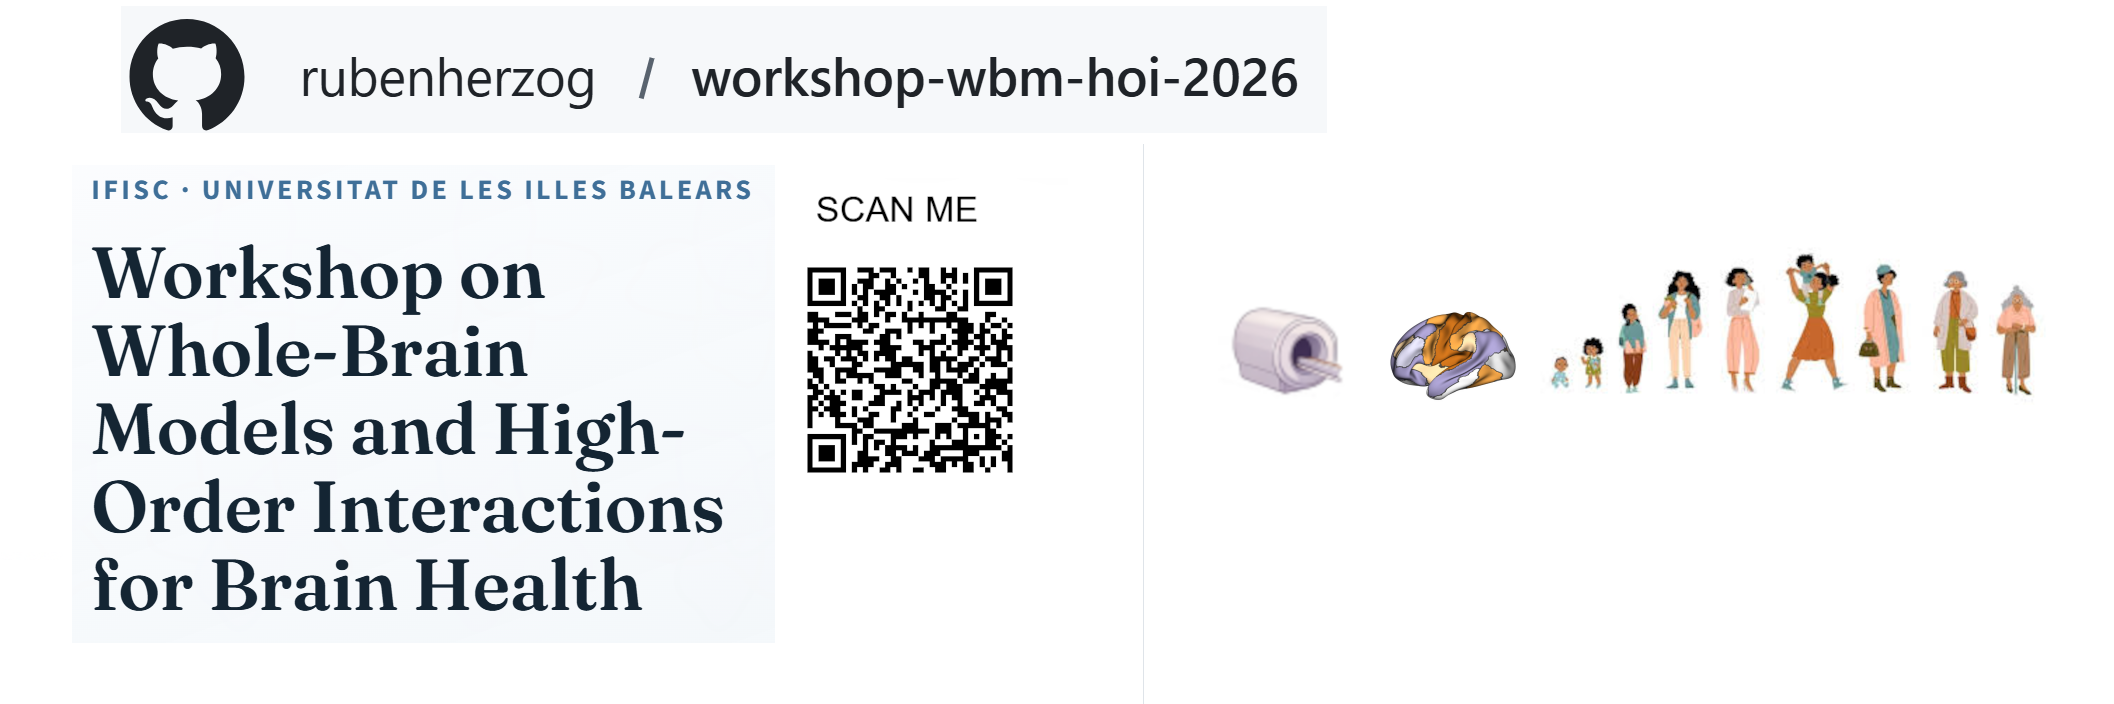 rubenherzog / workshop-wbm-hoi-2026
IFISC · UNIVERSITAT DE LES ILLES BALEARS
Workshop on
Whole-Brain
Models and High-
Order Interactions
for Brain Health
SCAN ME